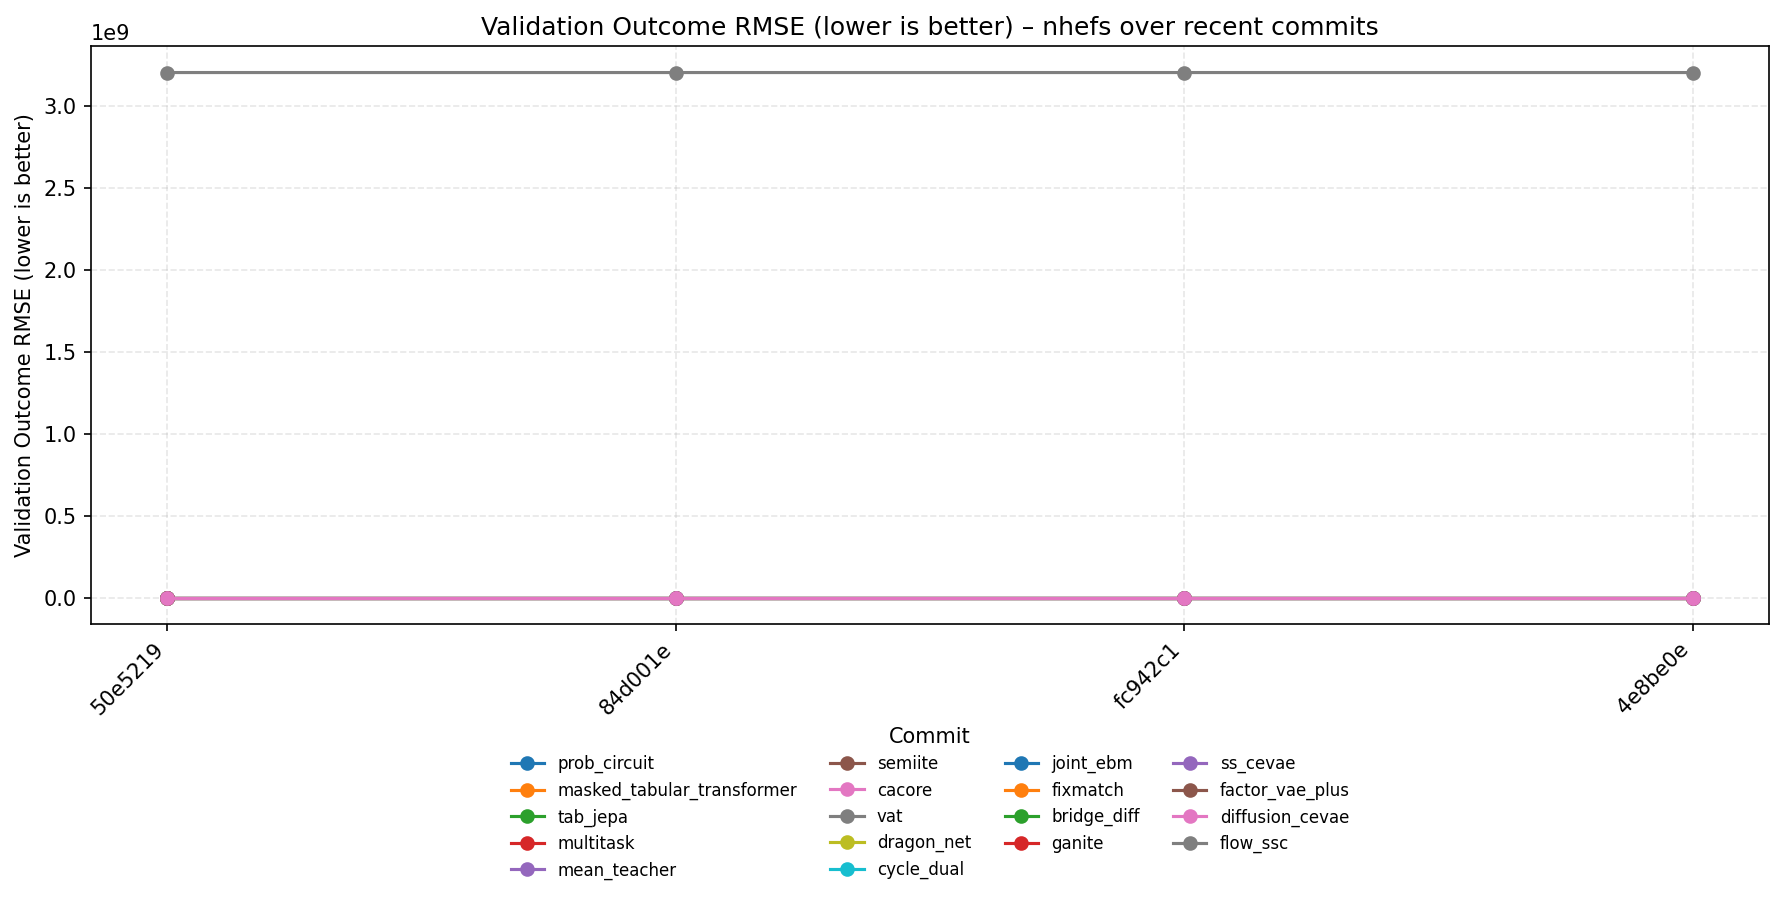 Validation Outcome RMSE (lower is better) – nhefs over recent commits
1e9
Validation Outcome RMSE (lower is better)
3.0
2.5
2.0
1.5
1.0
0.5
0.0
50e5219
84d001e
fc942c1
4e8be0e
Commit
prob_circuit
masked_tabular_transformer
tab_jepa
multitask
mean_teacher
semiite
cacore
vat
dragon_net
cycle_dual
joint_ebm
fixmatch
bridge_diff
ganite
ss_cevae
factor_vae_plus
diffusion_cevae
flow_ssc